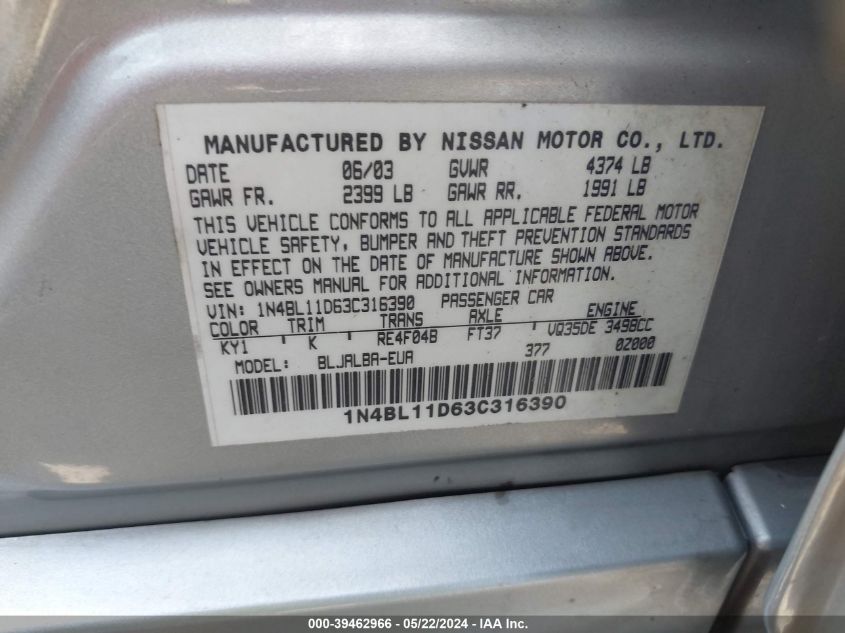 MANUFACTURED BY NISSAN MOTOR CO., LTD.
DATE 06/03 GVWR 4374 LB
GAWR FR. 2399 LB GAWR RR. 1991 LB
THIS VEHICLE CONFORMS TO ALL APPLICABLE FEDERAL MOTOR
VEHICLE SAFETY, BUMPER AND THEFT PREVENTION STANDARDS
IN EFFECT ON THE DATE OF MANUFACTURE SHOWN ABOVE.
SEE OWNERS MANUAL FOR ADDITIONAL INFORMATION.
VIN: 1N4BL11D63C316390 PASSENGER CAR
COLOR TRIM TRANS AXLE ENGINE
KY1 K RE4F04B FT37 VQ35DE 3498CC
MODEL: BLJALBA-EUA 377 0Z000
1N4BL11D63C316390
000-39462966 - 05/22/2024 - IAA Inc.